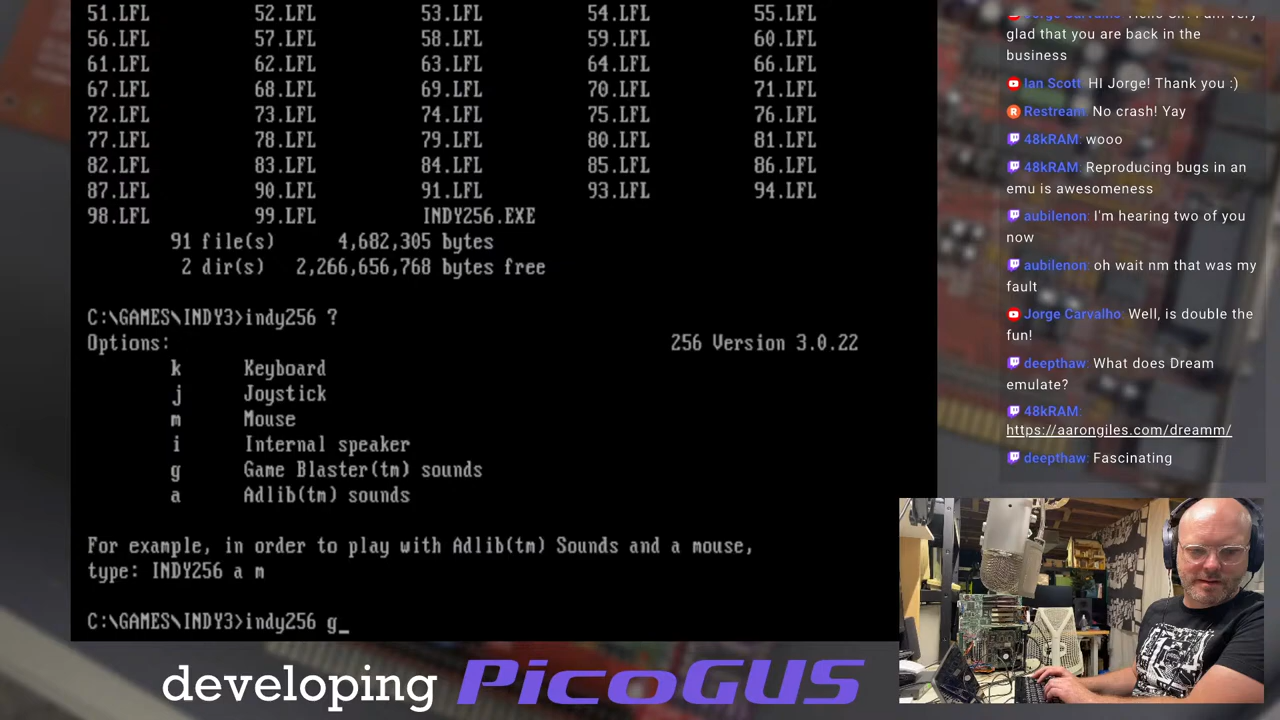 51.LFL 52.LFL 53.LFL 54.LFL 55.LFL
56.LFL 57.LFL 58.LFL 59.LFL 60.LFL
61.LFL 62.LFL 63.LFL 64.LFL 66.LFL
67.LFL 68.LFL 69.LFL 70.LFL 71.LFL
72.LFL 73.LFL 74.LFL 75.LFL 76.LFL
77.LFL 78.LFL 79.LFL 80.LFL 81.LFL
82.LFL 83.LFL 84.LFL 85.LFL 86.LFL
87.LFL 90.LFL 91.LFL 93.LFL 94.LFL
98.LFL 99.LFL INDY256.EXE
91 file(s) 4,682,305 bytes
2 dir(s) 2,266,656,768 bytes free
C:\GAMES\INDY3>indy256 ?
Options: 256 Version 3.0.22
k Keyboard
j Joystick
m Mouse
i Internal speaker
g Game Blaster(tm) sounds
a Adlib(tm) sounds
For example, in order to play with Adlib(tm) Sounds and a mouse,
type: INDY256 a m
C:\GAMES\INDY3>indy256 g_
Jorge Carvalho: Hello Sir! I am very
glad that you are back in the
business
Ian Scott: HI Jorge! Thank you :)
Restream: No crash! Yay
48kRAM: wooo
48kRAM: Reproducing bugs in an
emu is awesomeness
aubilenon: I'm hearing two of you
now
aubilenon: oh wait nm that was my
fault
Jorge Carvalho: Well, is double the
fun!
deepthaw: What does Dream
emulate?
48kRAM:
https://aarongiles.com/dreamm/
deepthaw: Fascinating
developing PicoGUS